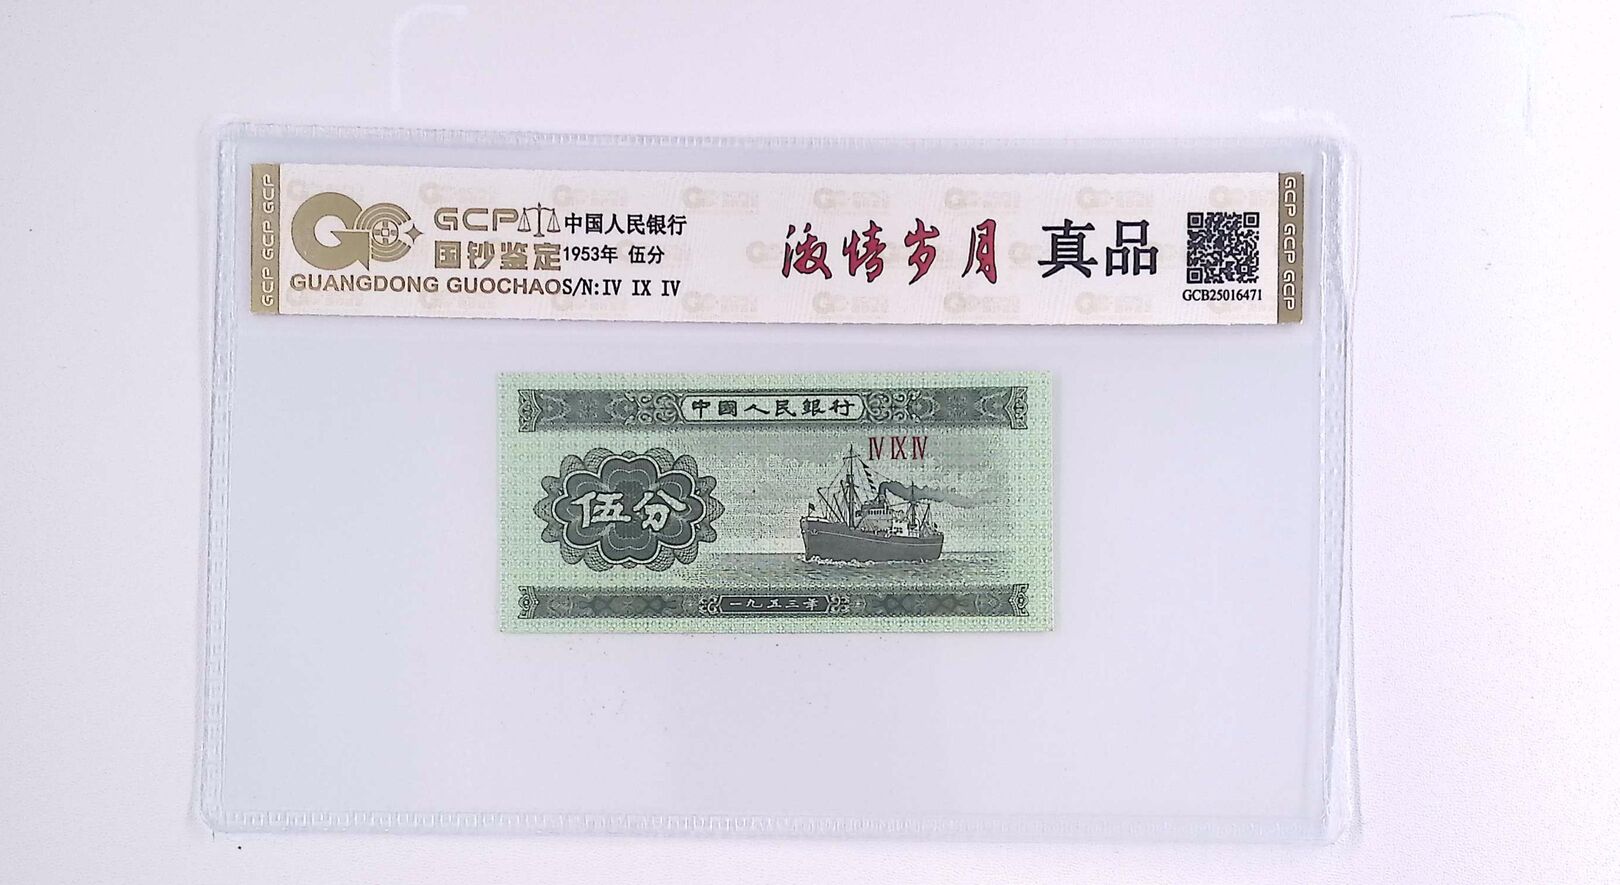 GCP GCP GCP
GCP
国钞鉴定
GUANGDONG GUOCHAO
中国人民银行
1953年 伍分
S/N:IV IX IV
激情岁月
真品
GCB25016471
GCP GCP GCP
中國人民銀行
IV IX IV
伍分
一九五三年